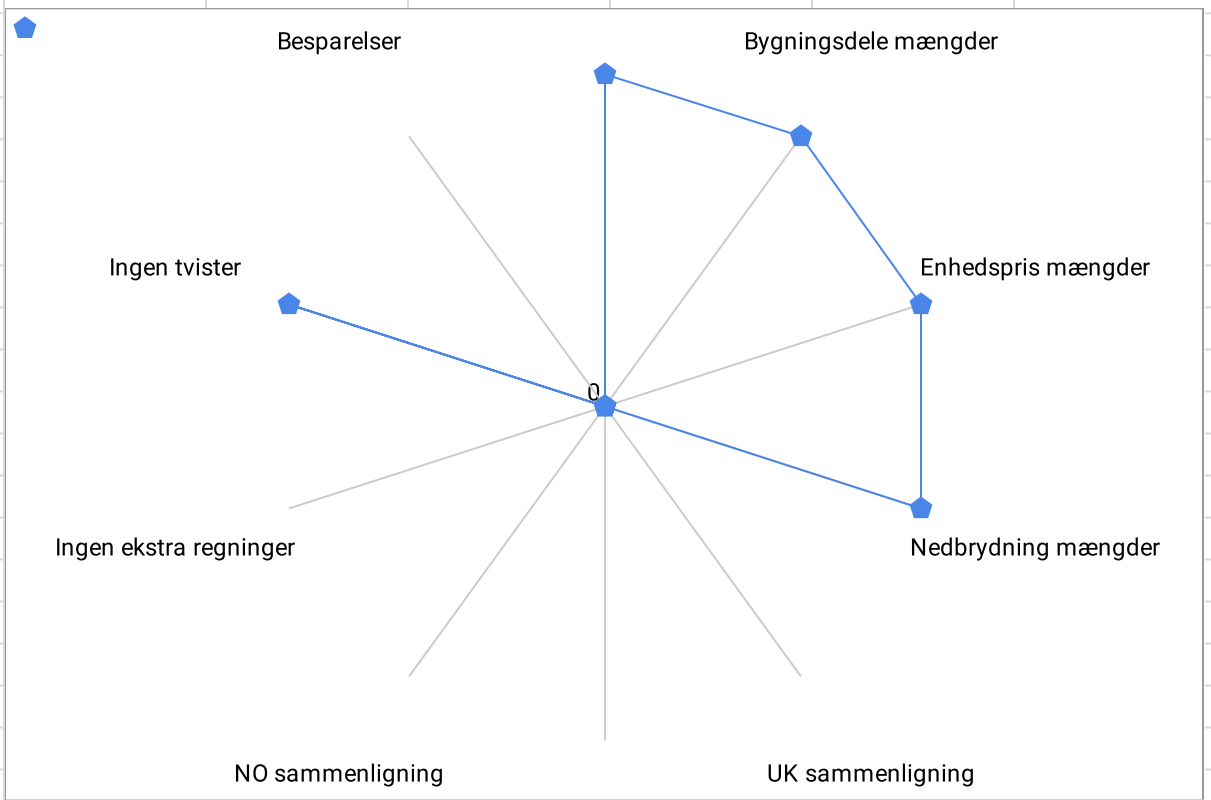 Besparelser
Bygningsdele mængder
Ingen tvister
Enhedspris mængder
0
Ingen ekstra regninger
Nedbrydning mængder
NO sammenligning
UK sammenligning